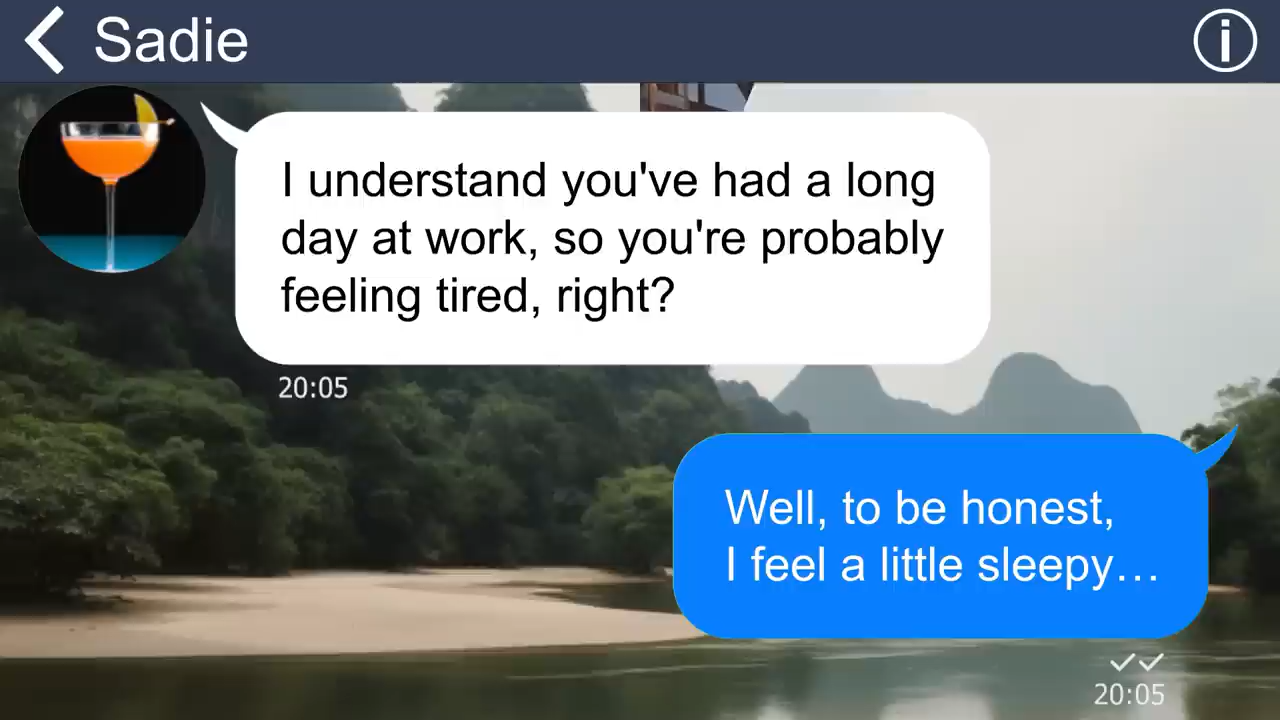 Sadie
I understand you've had a long
day at work, so you're probably
feeling tired, right?
20:05
Well, to be honest,
I feel a little sleepy…
20:05